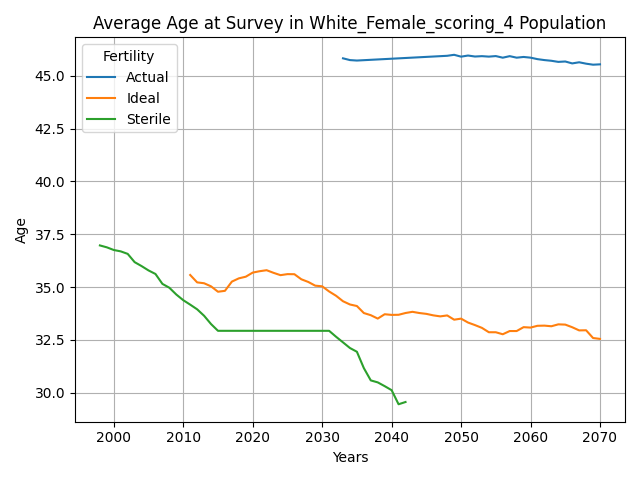 Average Age at Survey in White_Female_scoring_4 Population
Fertility
Actual
Ideal
Sterile
Age
45.0
42.5
40.0
37.5
35.0
32.5
30.0
2000 2010 2020 2030 2040 2050 2060 2070
Years